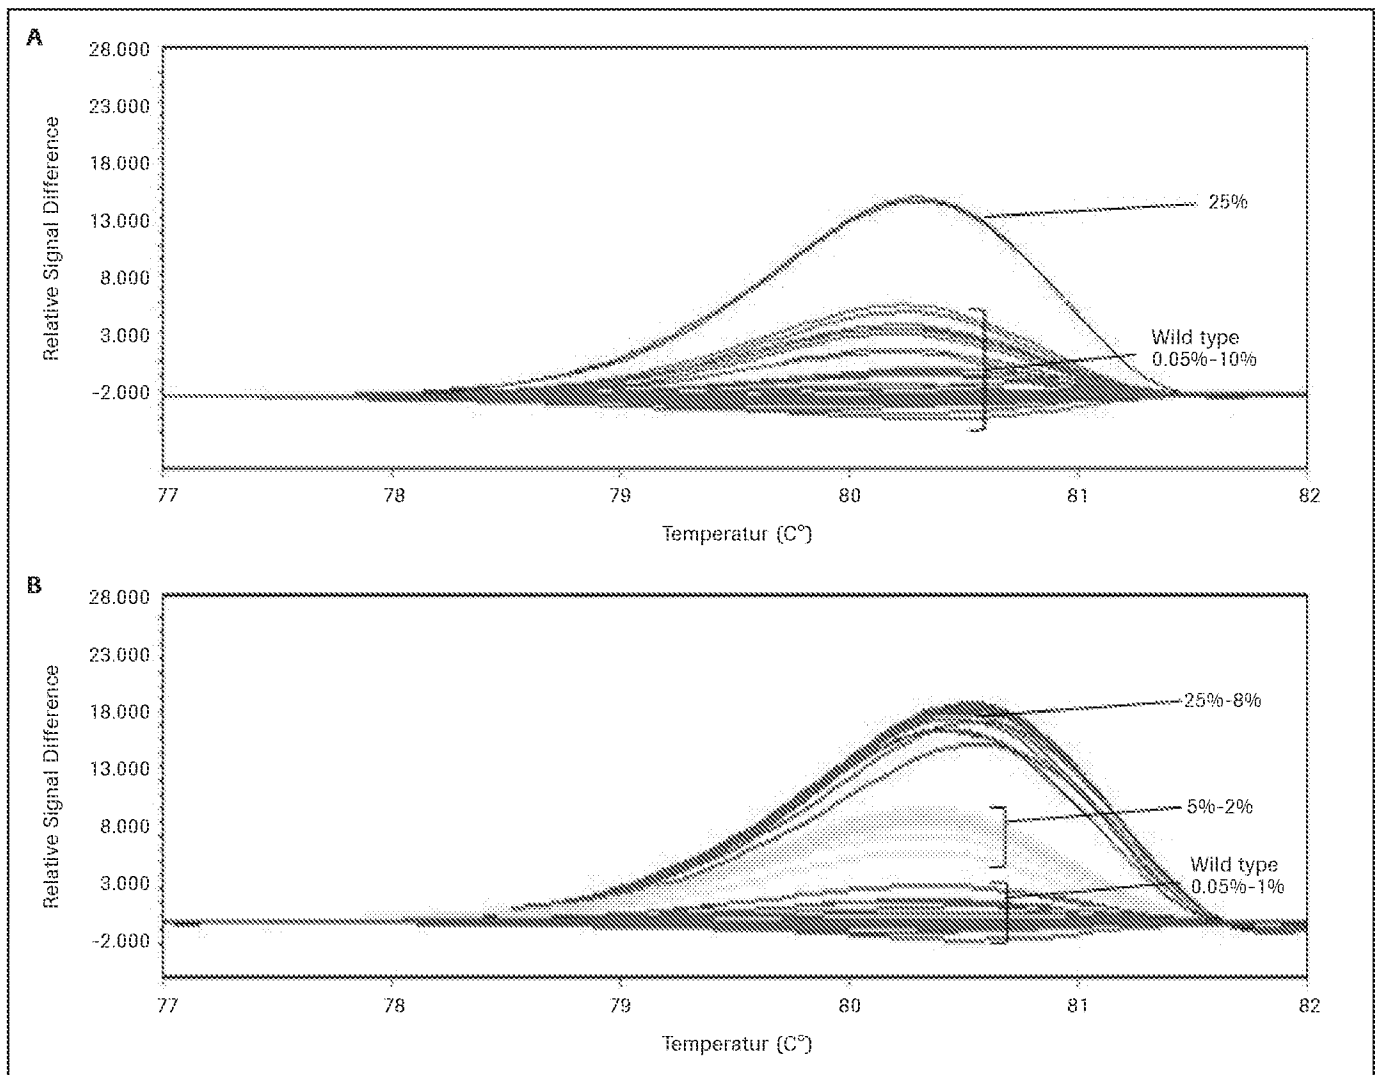 A
28.000
23.000
18.000
13.000
8.000
3.000
-2.000
Relative Signal Difference
25%
Wild type
0.05%-10%
77 78 79 80 81 82
Temperatur (C°)
B
28.000
23.000
18.000
13.000
8.000
3.000
-2.000
Relative Signal Difference
25%-8%
5%-2%
Wild type
0.05%-1%
77 78 79 80 81 82
Temperatur (C°)